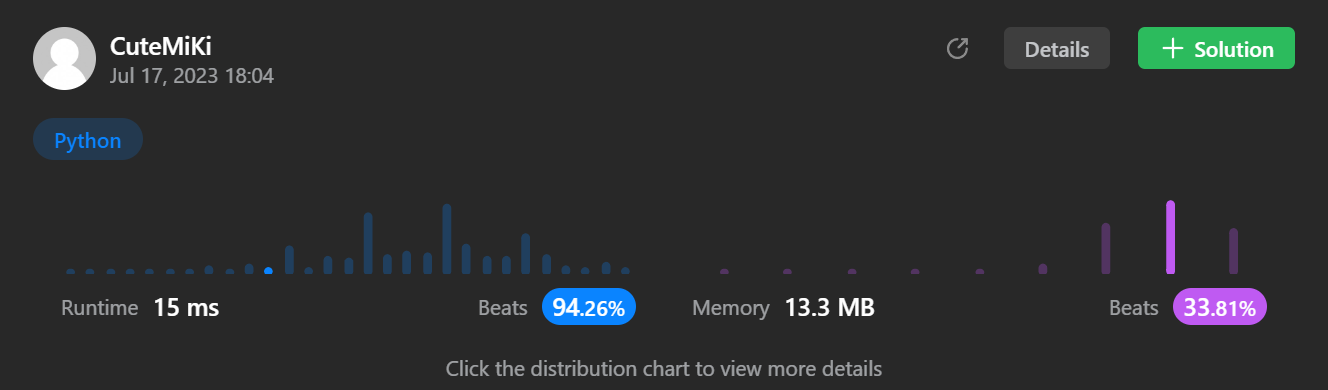 CuteMiKi
Jul 17, 2023 18:04
Details
+ Solution
Python
Runtime 15 ms Beats 94.26% Memory 13.3 MB Beats 33.81%
Click the distribution chart to view more details